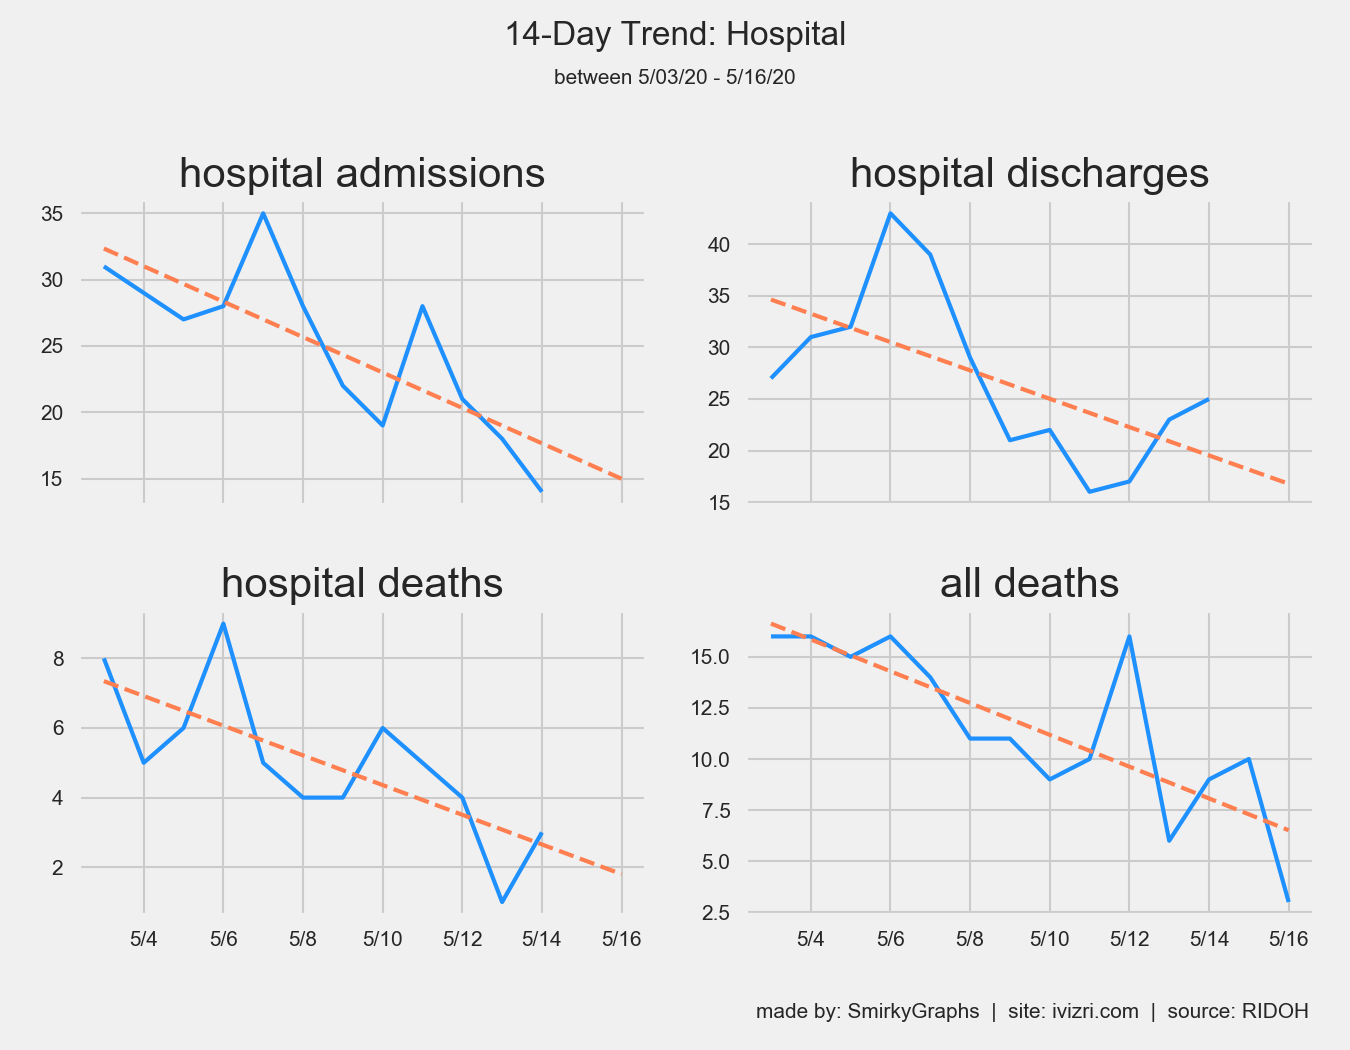 14-Day Trend: Hospital
between 5/03/20 - 5/16/20
hospital admissions
35
30
25
20
15
hospital discharges
40
35
30
25
20
15
hospital deaths
8
6
4
2
5/4 5/6 5/8 5/10 5/12 5/14 5/16
all deaths
15.0
12.5
10.0
7.5
5.0
2.5
5/4 5/6 5/8 5/10 5/12 5/14 5/16
made by: SmirkyGraphs | site: ivizri.com | source: RIDOH